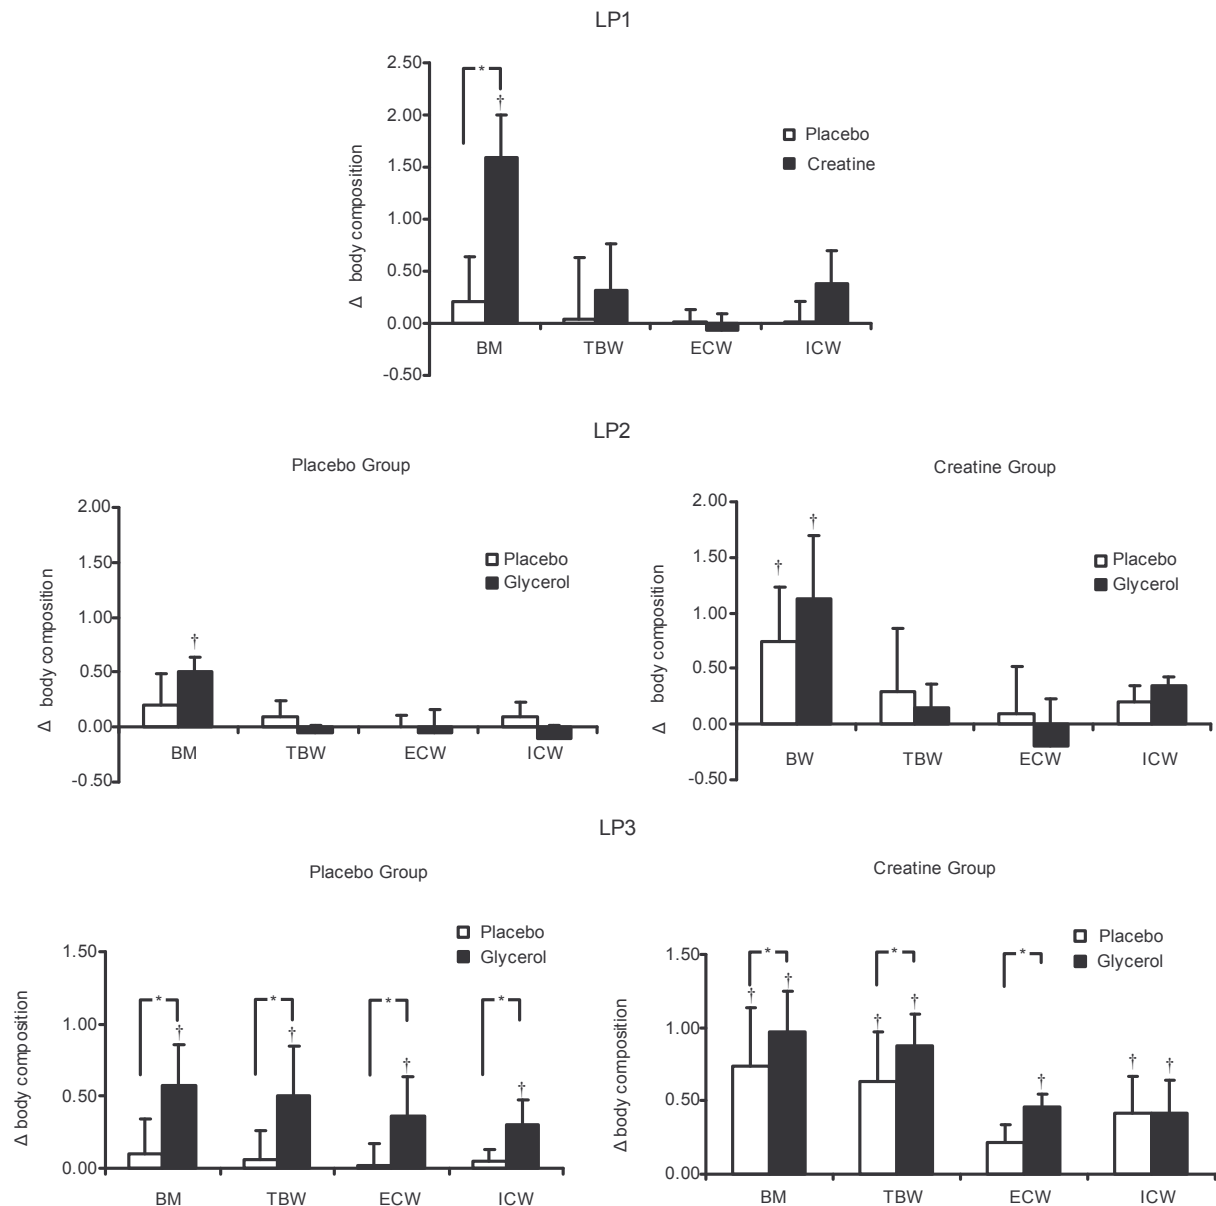 LP1
2.50
2.00
1.50
1.00
0.50
0.00
-0.50
Δ body composition
*
†
Placebo
Creatine
BM TBW ECW ICW
LP2
Placebo Group
2.00
1.50
1.00
0.50
0.00
-0.50
Δ body composition
†
Placebo
Glycerol
BM TBW ECW ICW
Creatine Group
2.00
1.50
1.00
0.50
0.00
-0.50
Δ body composition
† †
Placebo
Glycerol
BW TBW ECW ICW
LP3
Placebo Group
1.50
1.00
0.50
0.00
Δ body composition
Placebo
Glycerol
* * * *
† † † †
BM TBW ECW ICW
Creatine Group
1.50
1.00
0.50
0.00
Δ body composition
Placebo
Glycerol
* * *
† † † † † † †
BM TBW ECW ICW